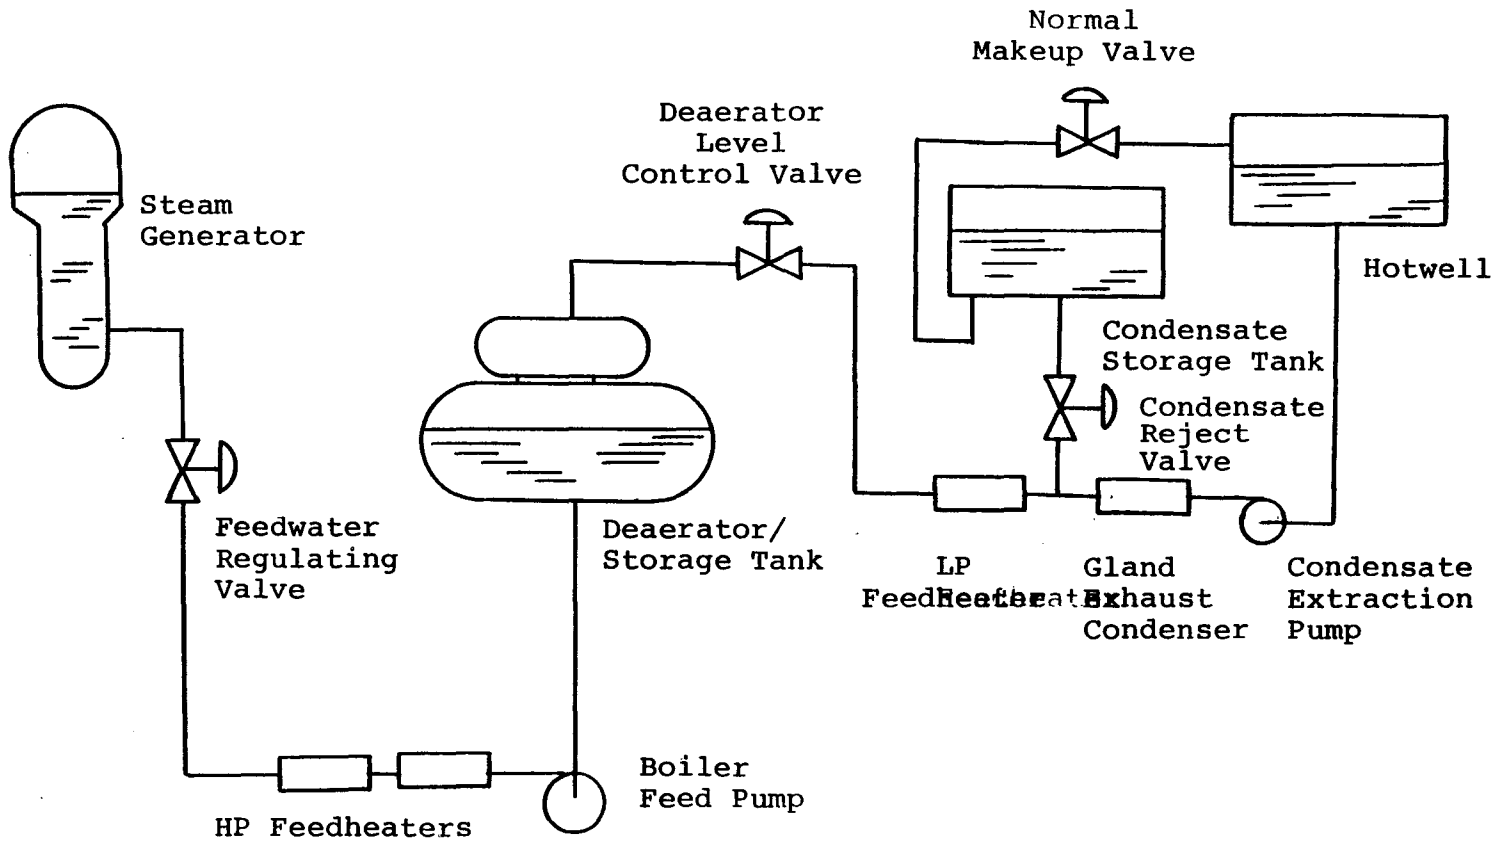 Normal
Makeup Valve
Deaerator
Level
Control Valve
Steam
Generator
Hotwell
Condensate
Storage Tank
Condensate
Reject
Valve
Feedwater
Regulating
Valve
Deaerator/
Storage Tank
LP
Gland
Exhaust
Condenser
Condensate
Extraction
Pump
Boiler
Feed Pump
HP Feedheaters